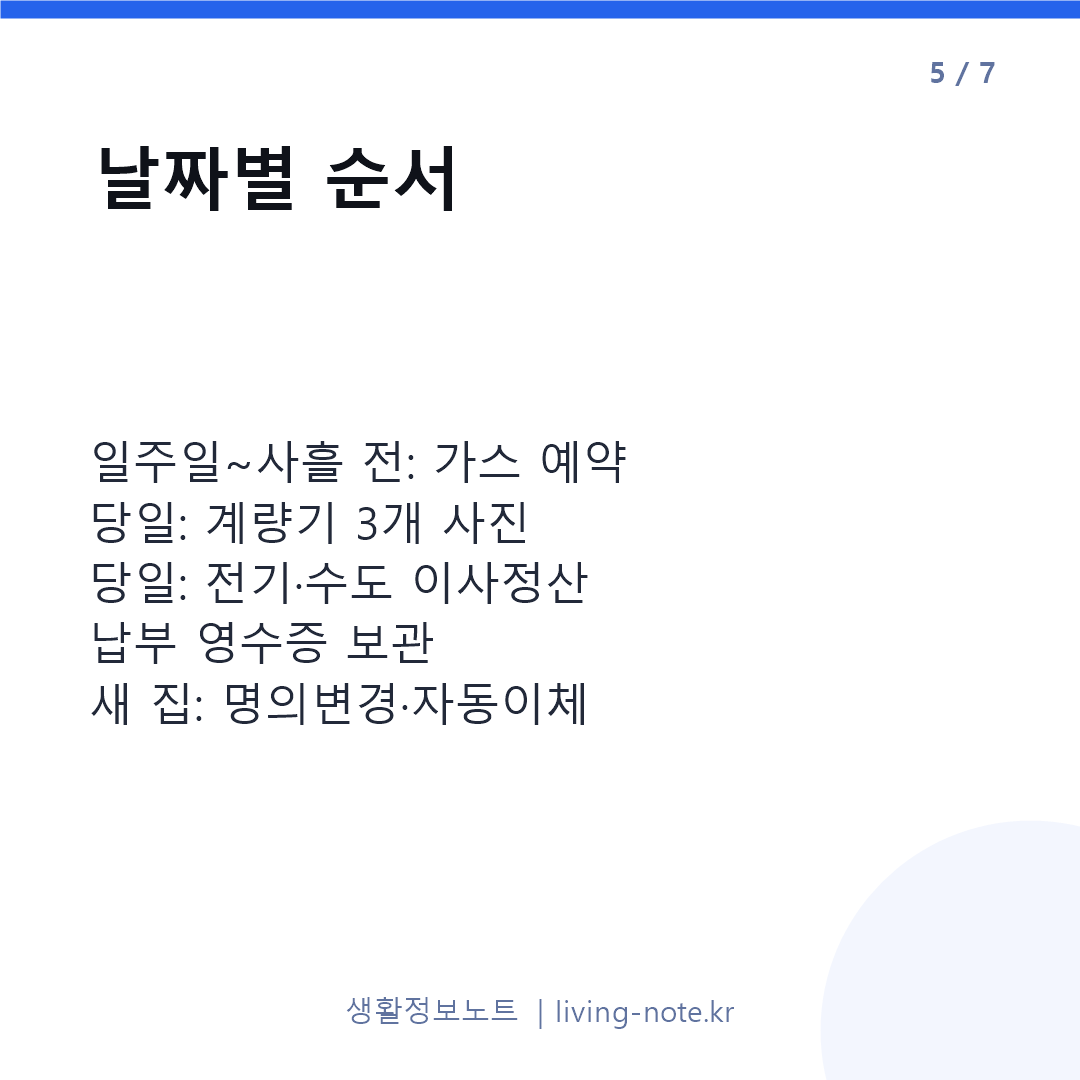 5 / 7
날짜별 순서
일주일~사흘 전: 가스 예약
당일: 계량기 3개 사진
당일: 전기·수도 이사정산
납부 영수증 보관
새 집: 명의변경·자동이체
생활정보노트 | living-note.kr